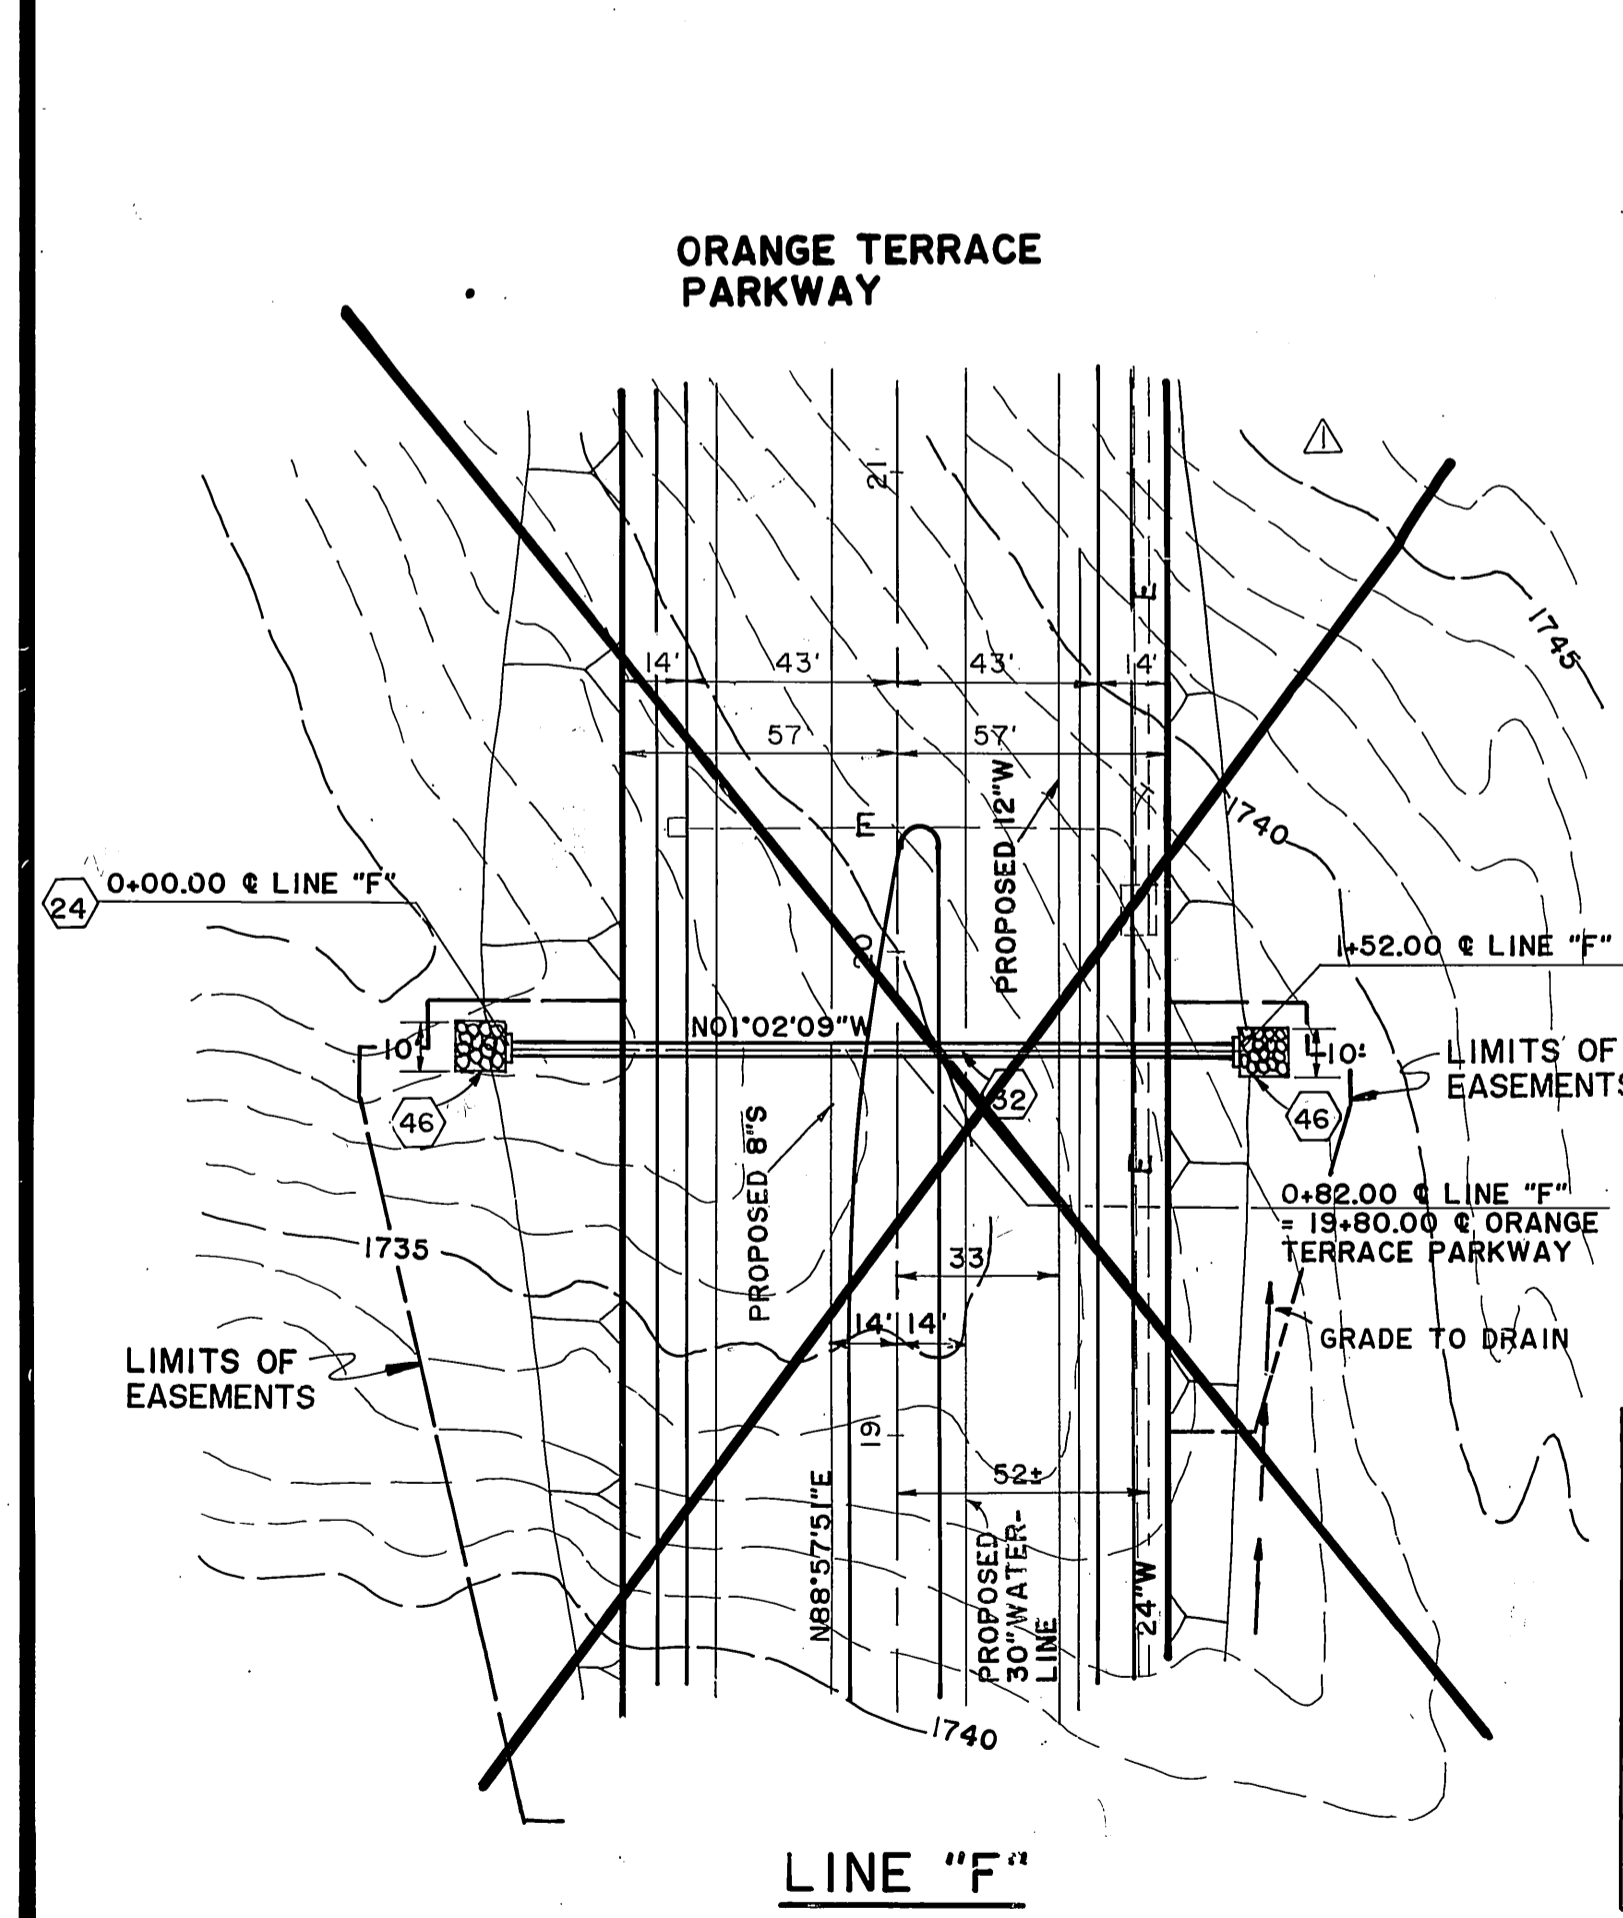 ORANGE TERRACE
PARKWAY
1
21
E
1745
14'
43'
43'
14'
57'
57'
PROPOSED 12"W
1740
E
24
0+00.00 ℄ LINE "F"
20
1+52.00 ℄ LINE "F"
N01°02'09"W
10'
10'
LIMITS OF
EASEMENTS
46
32
46
PROPOSED 8"S
E
0+82.00 ℄ LINE "F"
= 19+80.00 ℄ ORANGE
TERRACE PARKWAY
1735
33
14'
14'
GRADE TO DRAIN
LIMITS OF
EASEMENTS
19
52±
N88°57'51"E
PROPOSED
30"WATER-
LINE
24"W
1740
LINE "F"